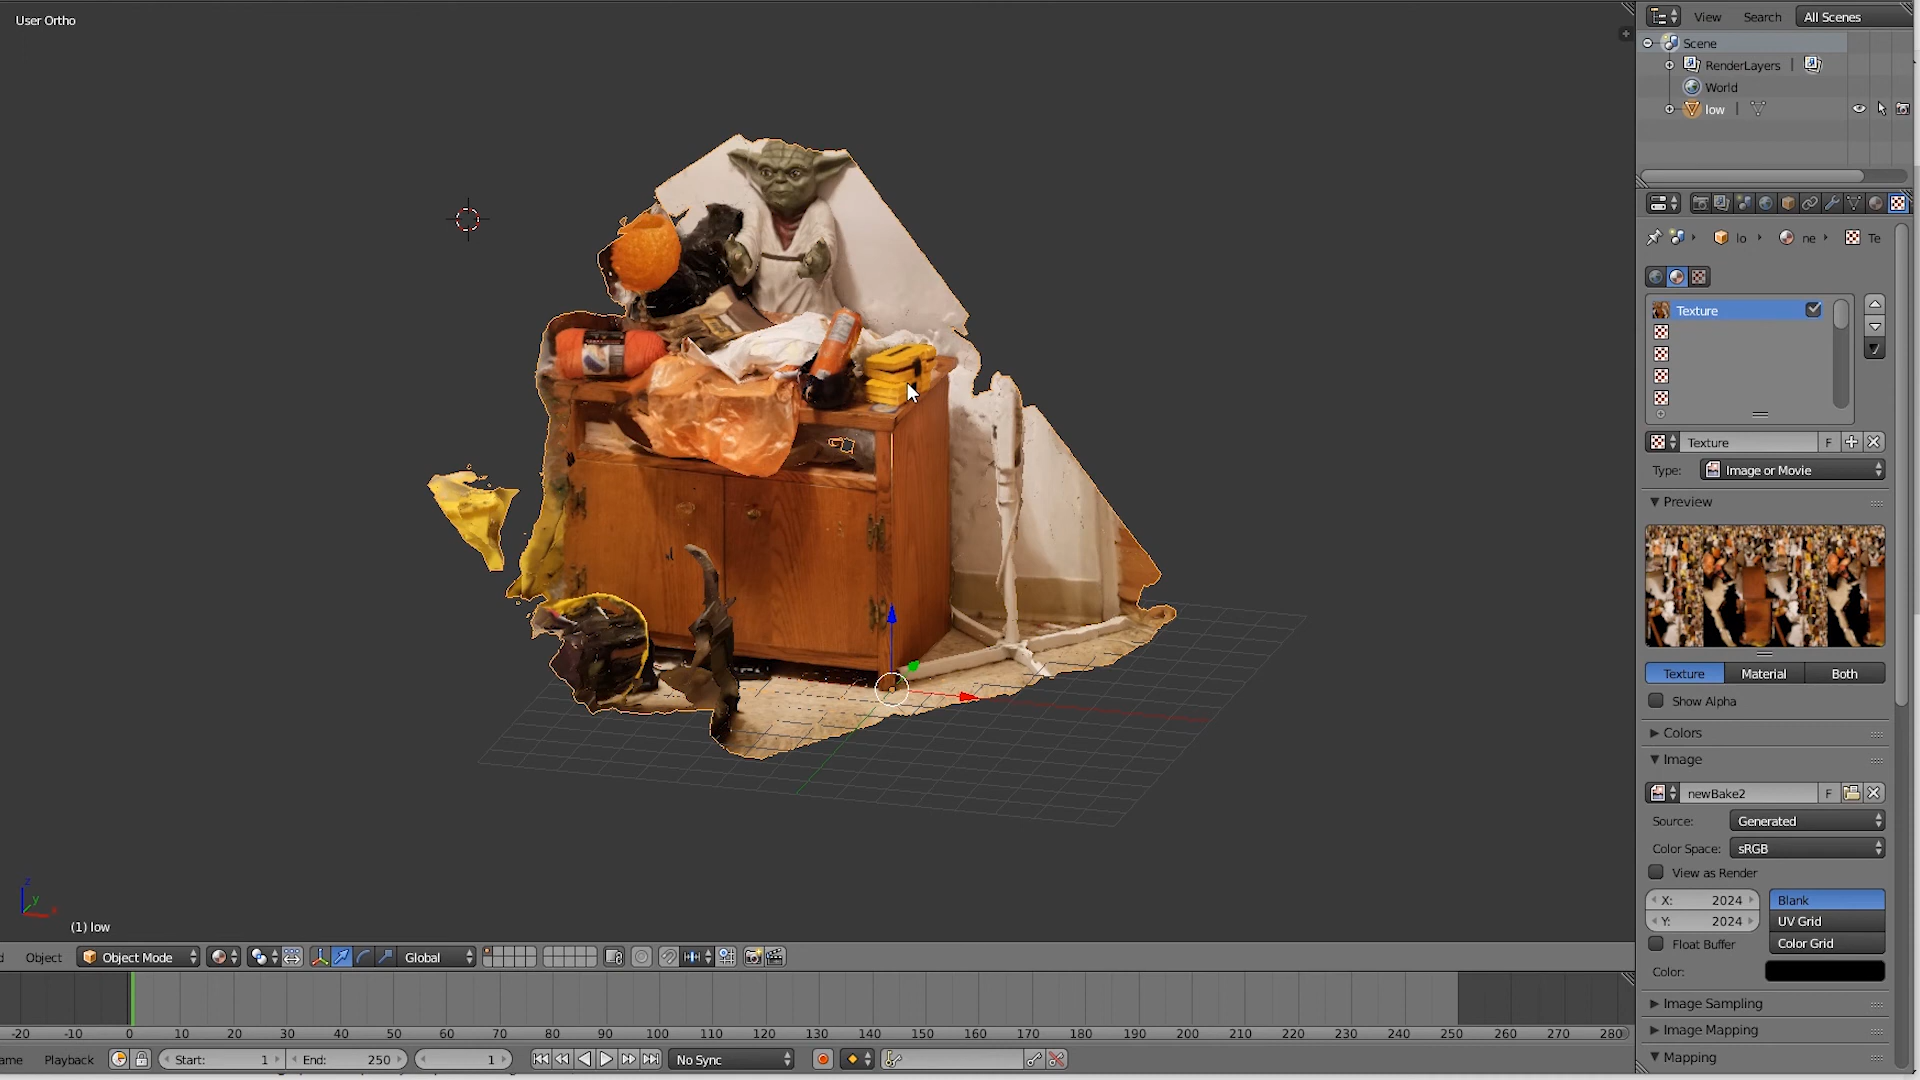 User Ortho
View Search All Scenes
Scene
RenderLayers |
World
low |
lo ne Te
Texture
Texture F
Type: Image or Movie
Preview
Texture Material Both
Show Alpha
Colors
Image
newBake2 F
Source: Generated
Color Space: sRGB
View as Render
X: 2024 Blank
Y: 2024 UV Grid
Float Buffer Color Grid
Color:
Image Sampling
Image Mapping
Mapping
z
y
x
(1) low
d Object Object Mode Global
-20 -10 0 10 20 30 40 50 60 70 80 90 100 110 120 130 140 150 160 170 180 190 200 210 220 230 240 250 260 270 280
ame Playback Start: 1 End: 250 1 No Sync